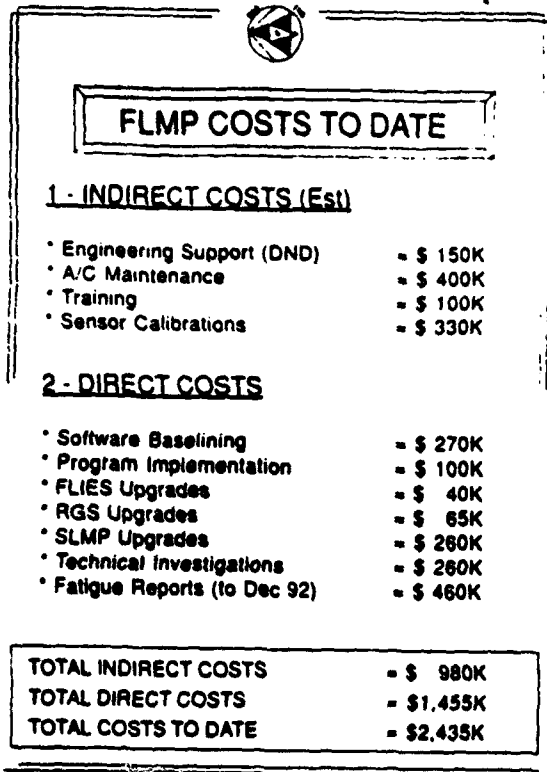 FLMP COSTS TO DATE
1 - INDIRECT COSTS (Est)
* Engineering Support (DND) ≈ $ 150K
* A/C Maintenance ≈ $ 400K
* Training ≈ $ 100K
* Sensor Calibrations ≈ $ 330K
2 - DIRECT COSTS
* Software Baselining ≈ $ 270K
* Program Implementation ≈ $ 100K
* FLIES Upgrades ≈ $ 40K
* RGS Upgrades ≈ $ 65K
* SLMP Upgrades ≈ $ 260K
* Technical Investigations ≈ $ 260K
* Fatigue Reports (to Dec 92) ≈ $ 460K
TOTAL INDIRECT COSTS ≈ $ 980K
TOTAL DIRECT COSTS ≈ $1,455K
TOTAL COSTS TO DATE ≈ $2,435K